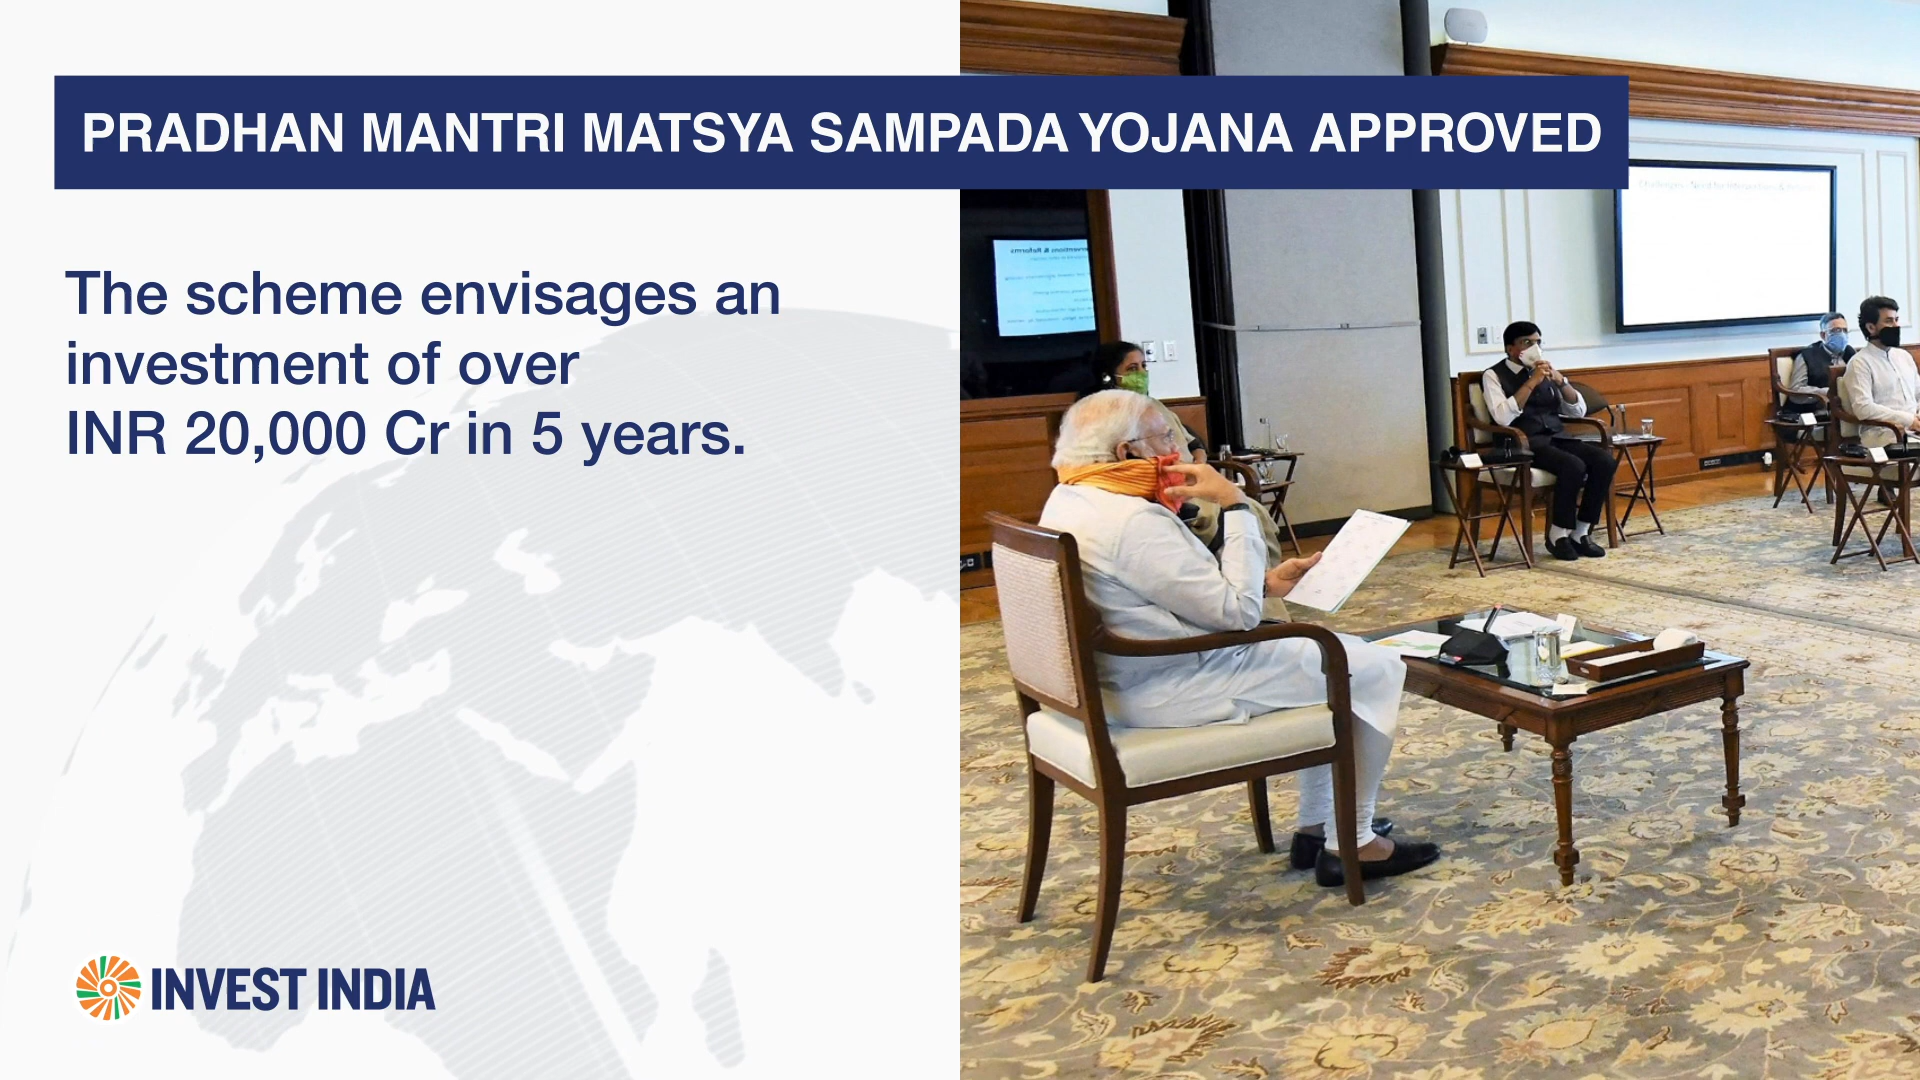 PRADHAN MANTRI MATSYA SAMPADA YOJANA APPROVED
The scheme envisages an
investment of over
INR 20,000 Cr in 5 years.
INVEST INDIA